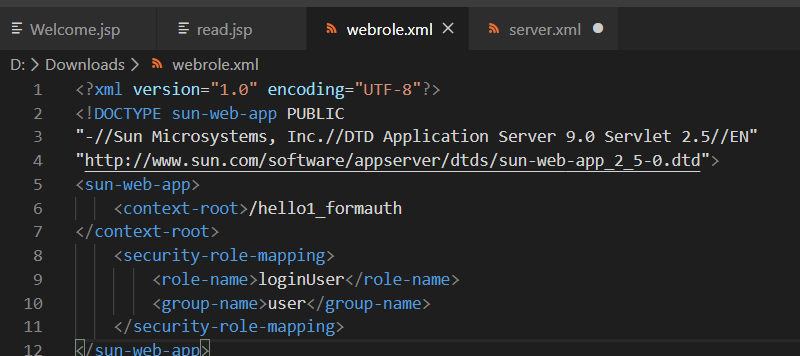 Welcome.jsp read.jsp webrole.xml server.xml
D: > Downloads > webrole.xml
1 <?xml version="1.0" encoding="UTF-8"?>
2 <!DOCTYPE sun-web-app PUBLIC
3 "-//Sun Microsystems, Inc.//DTD Application Server 9.0 Servlet 2.5//EN"
4 "http://www.sun.com/software/appserver/dtds/sun-web-app_2_5-0.dtd">
5 <sun-web-app>
6     <context-root>/hello1_formauth
7 </context-root>
8     <security-role-mapping>
9         <role-name>loginUser</role-name>
10         <group-name>user</group-name>
11     </security-role-mapping>
12 </sun-web-app>